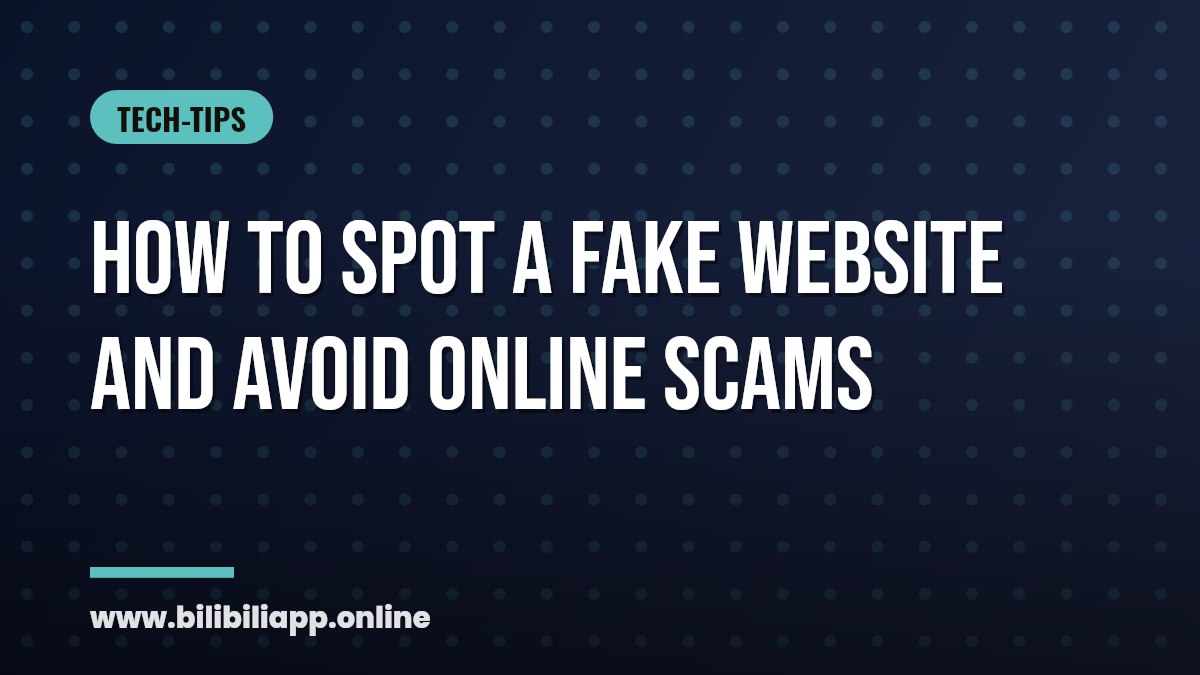 TECH-TIPS
HOW TO SPOT A FAKE WEBSITE
AND AVOID ONLINE SCAMS
www.bilibiliapp.online